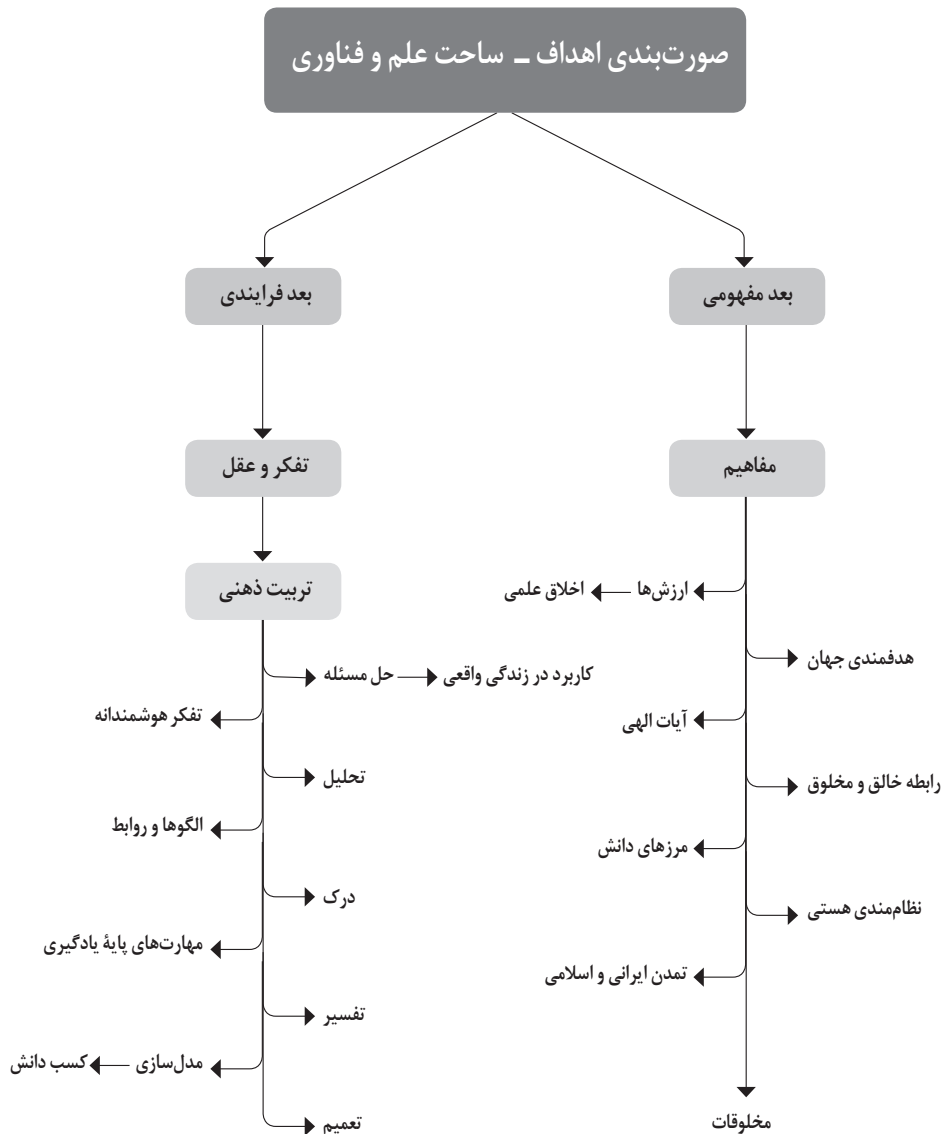 صورت‌بندی اهداف ـ ساحت علم و فناوری
بعد مفهومی
بعد فرایندی
مفاهیم
تفکر و عقل
تربیت ذهنی
ارزش‌ها
اخلاق علمی
هدفمندی جهان
آیات الهی
رابطه خالق و مخلوق
مرزهای دانش
نظام‌مندی هستی
تمدن ایرانی و اسلامی
مخلوقات
حل مسئله
کاربرد در زندگی واقعی
تفکر هوشمندانه
تحلیل
الگوها و روابط
درک
مهارت‌های پایهٔ یادگیری
تفسیر
مدل‌سازی
کسب دانش
تعمیم